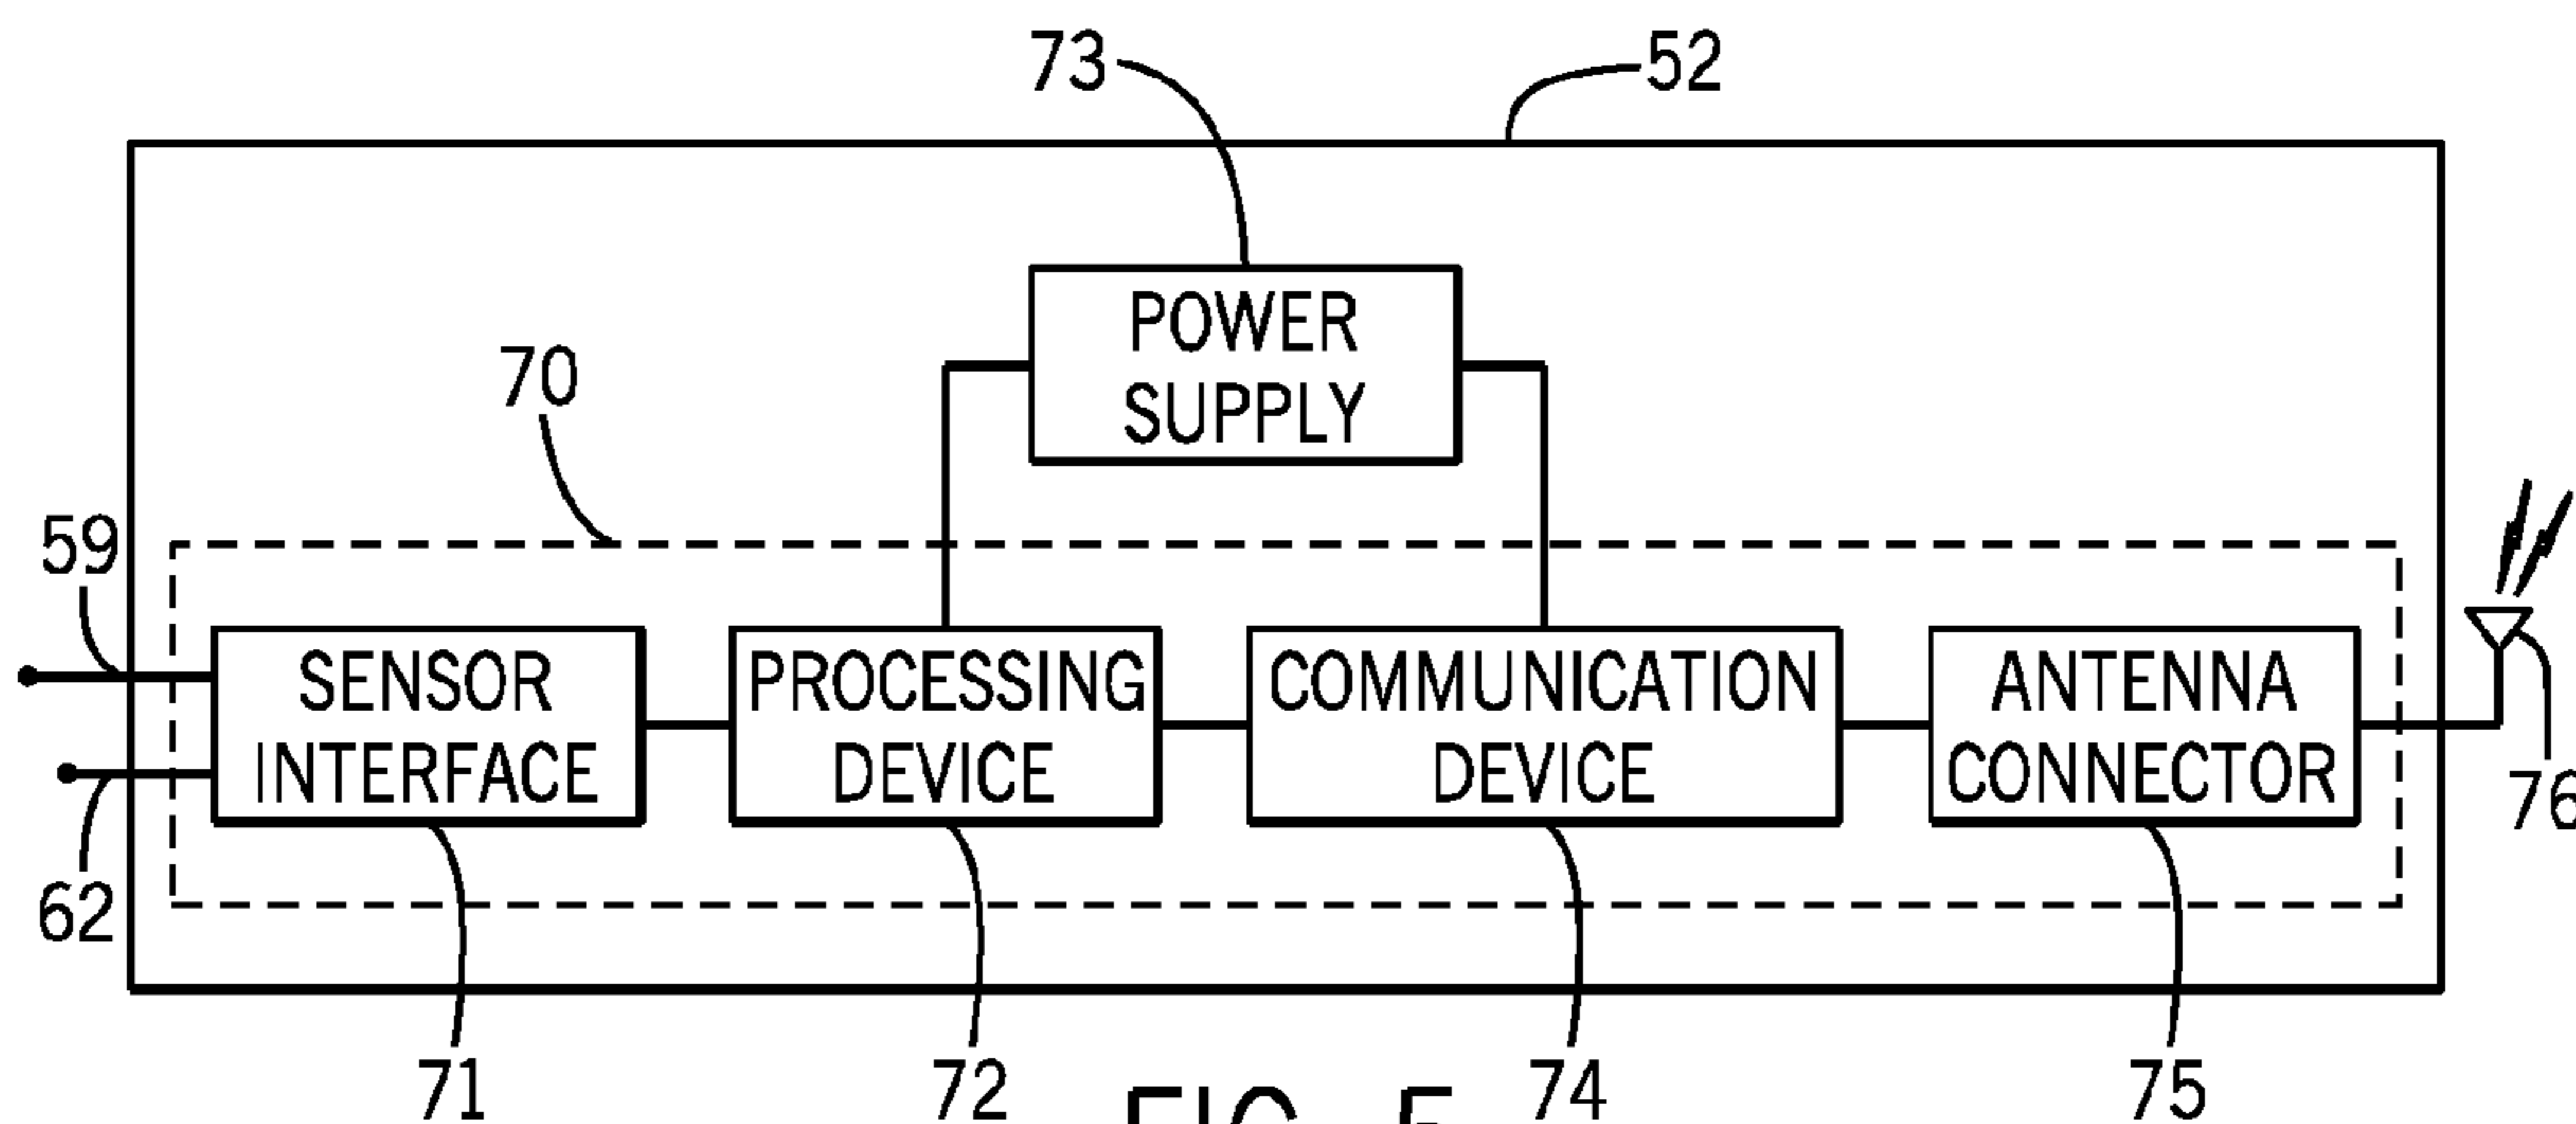 73
52
POWER
SUPPLY
70
59
SENSOR
INTERFACE
PROCESSING
DEVICE
COMMUNICATION
DEVICE
ANTENNA
CONNECTOR
76
62
71
72
74
75